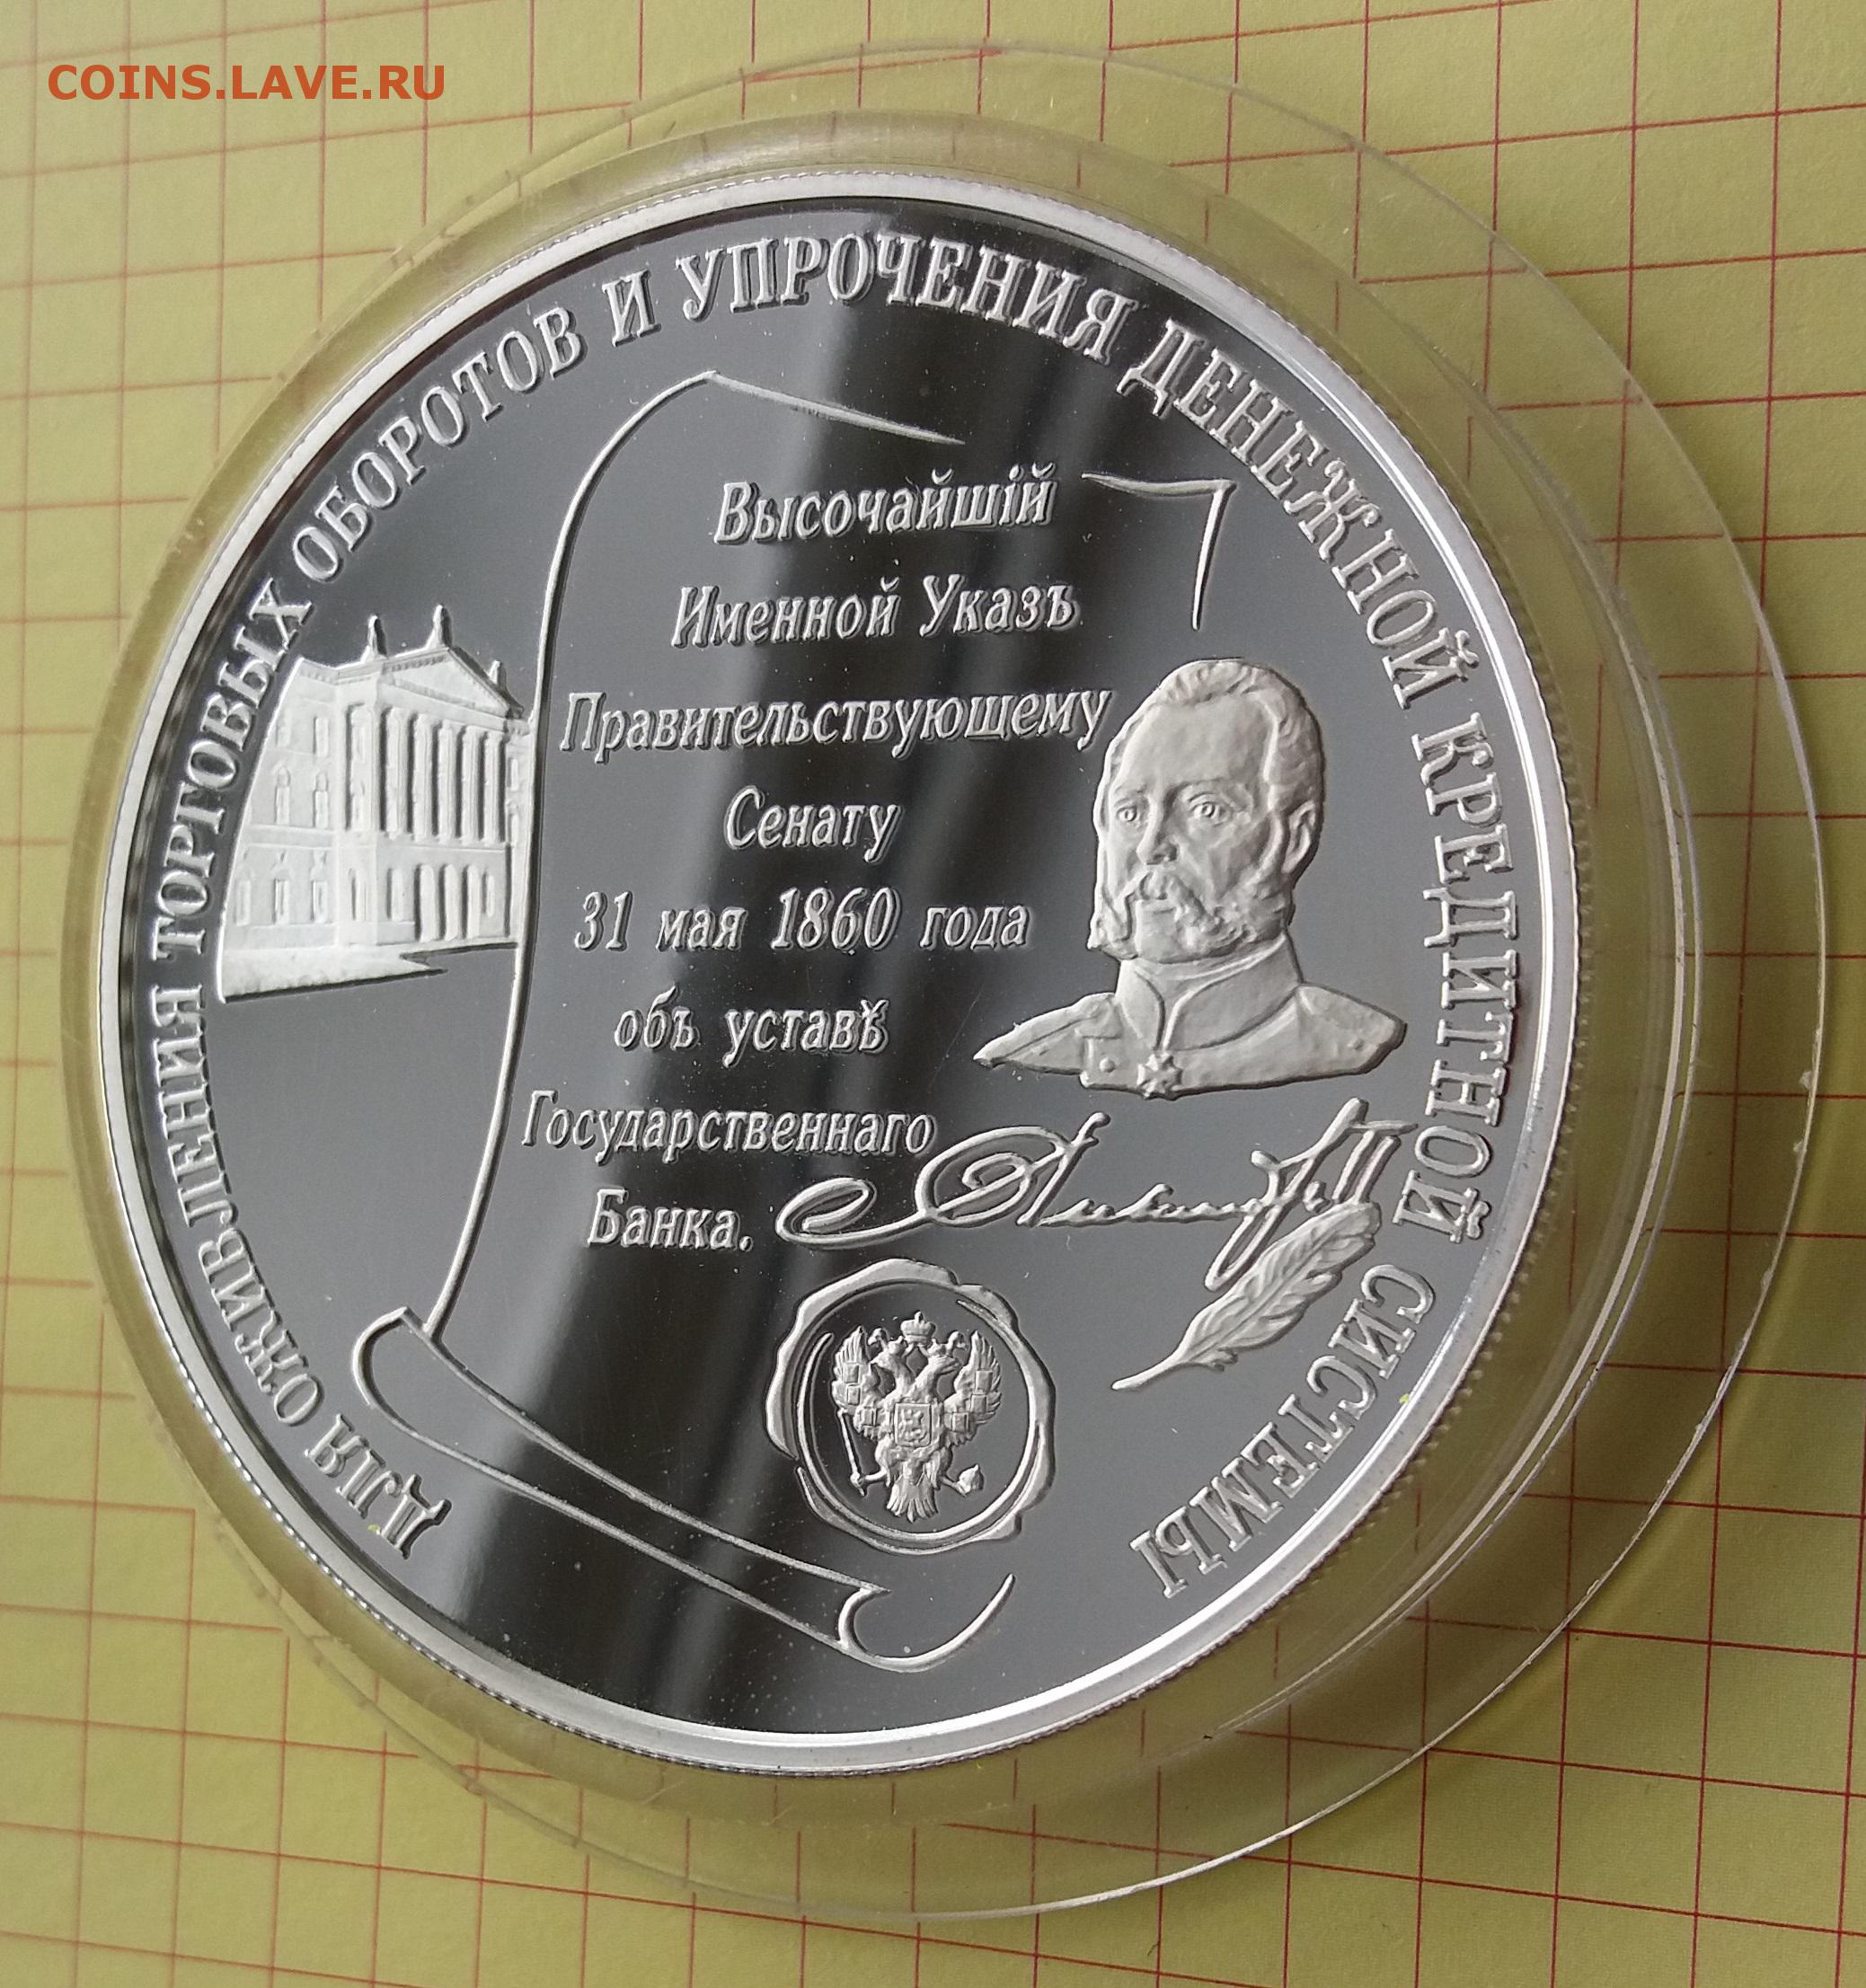 COINS.LAVE.RU
ДЛЯ ОЖИВЛЕНИЯ ТОРГОВЫХ ОБОРОТОВ И УПРОЧЕНИЯ ДЕНЕЖНОЙ КРЕДИТНОЙ СИСТЕМЫ
Высочайшій
Именной Указъ
Правительствующему
Сенату
31 мая 1860 года
объ уставѣ
Государственнаго
Банка.